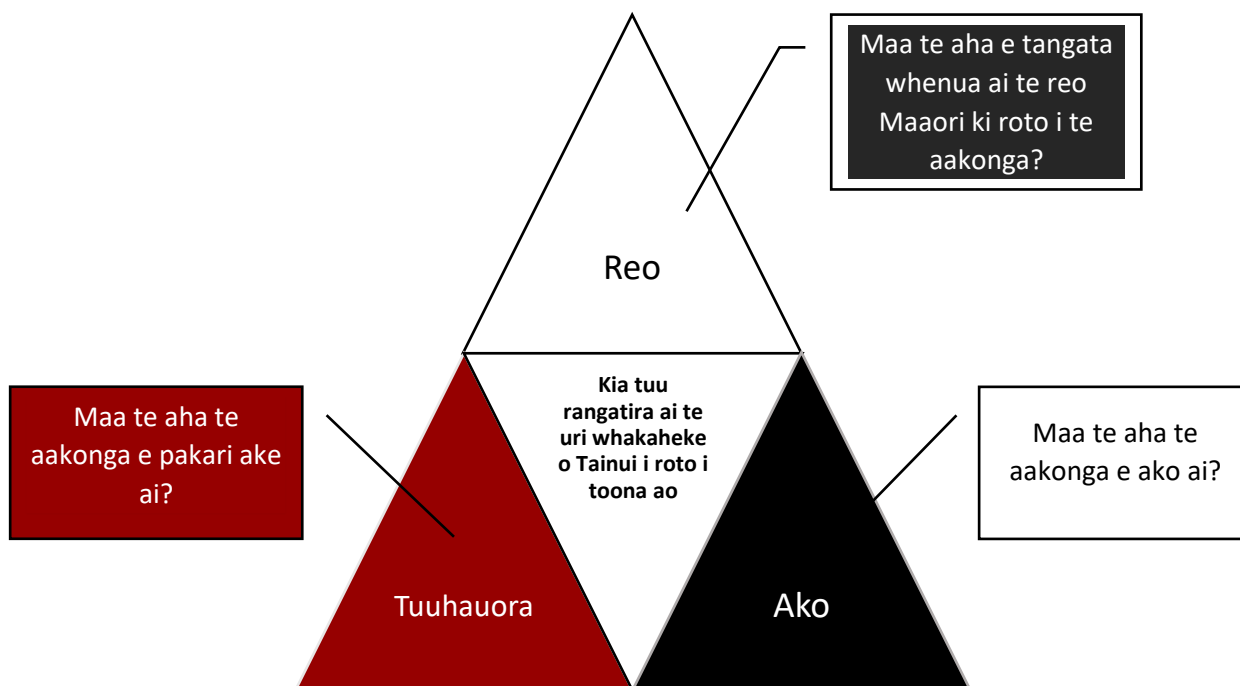 Maa te aha e tangata
whenua ai te reo
Maaori ki roto i te
aakonga?
Reo
Kia tuu
rangatira ai te
uri whakaheke
o Tainui i roto i
toona ao
Maa te aha te
aakonga e pakari ake
ai?
Maa te aha te
aakonga e ako ai?
Tuuhauora
Ako